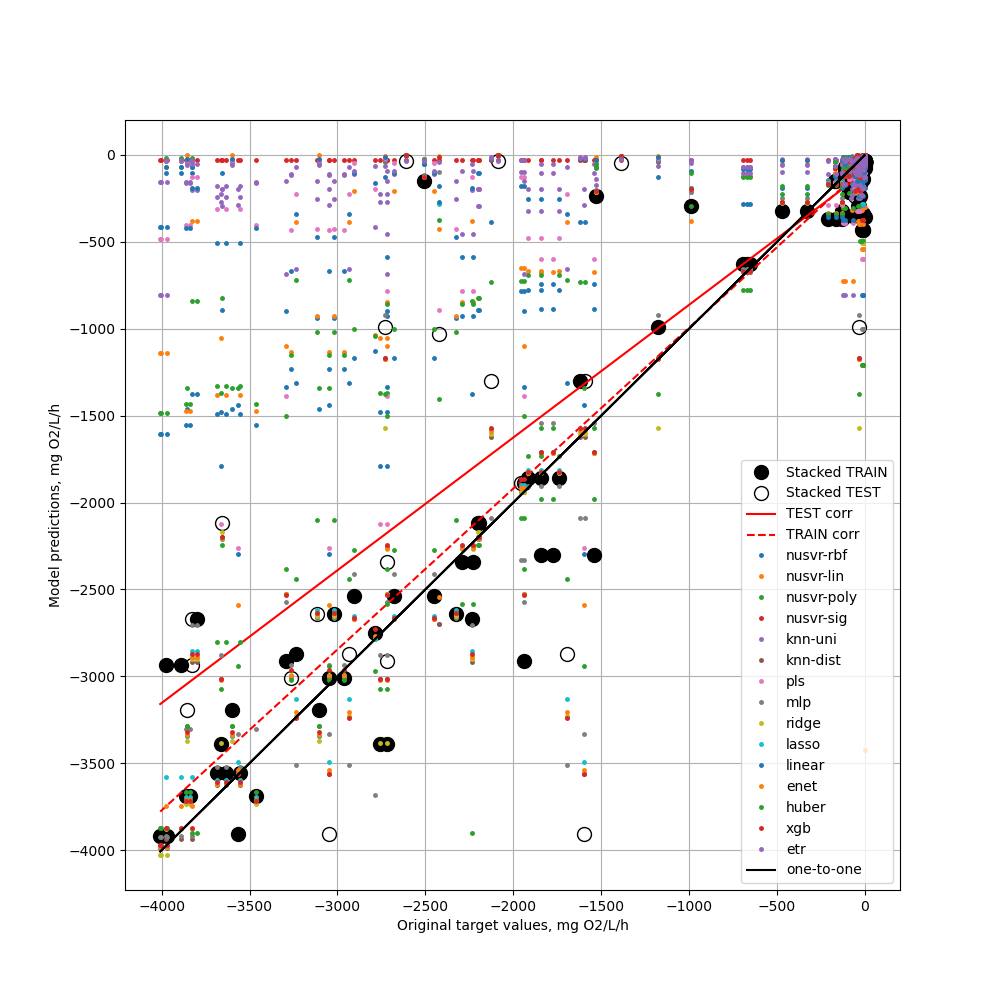 0
−500
−1000
−1500
−2000
−2500
−3000
−3500
−4000
Model predictions, mg O2/L/h
Stacked TRAIN
Stacked TEST
TEST corr
TRAIN corr
nusvr-rbf
nusvr-lin
nusvr-poly
nusvr-sig
knn-uni
knn-dist
pls
mlp
ridge
lasso
linear
enet
huber
xgb
etr
one-to-one
−4000 −3500 −3000 −2500 −2000 −1500 −1000 −500 0
Original target values, mg O2/L/h